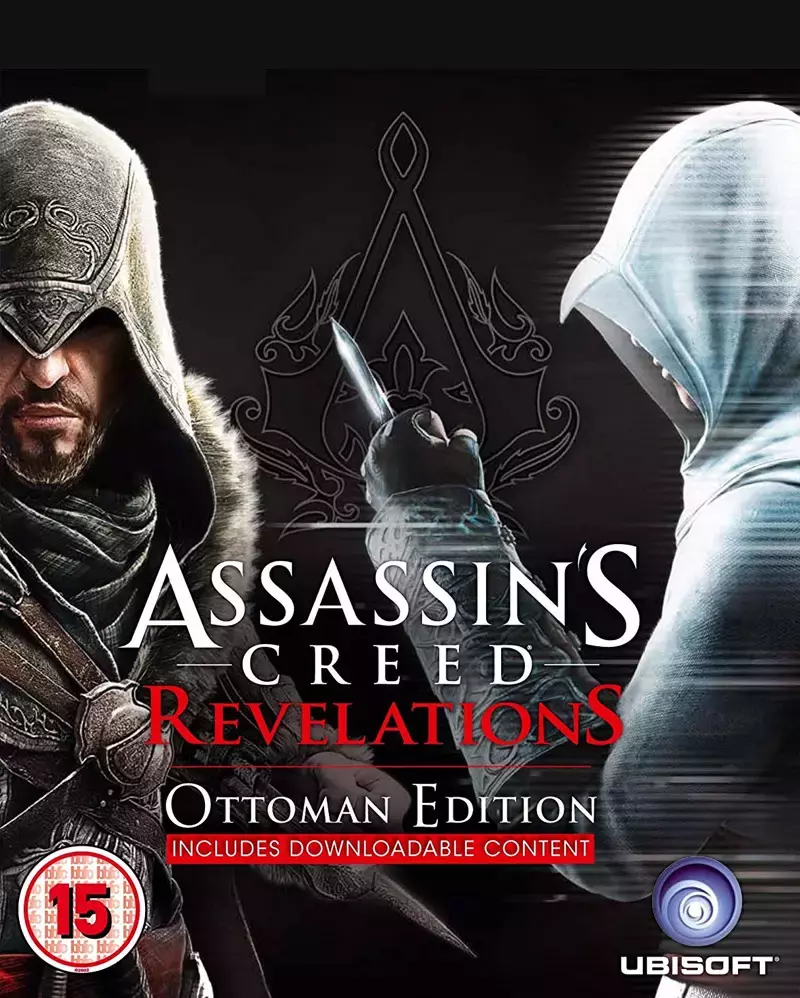 ASSASSIN'S
CREED
REVELATIONS
OTTOMAN EDITION
INCLUDES DOWNLOADABLE CONTENT
15
UBISOFT